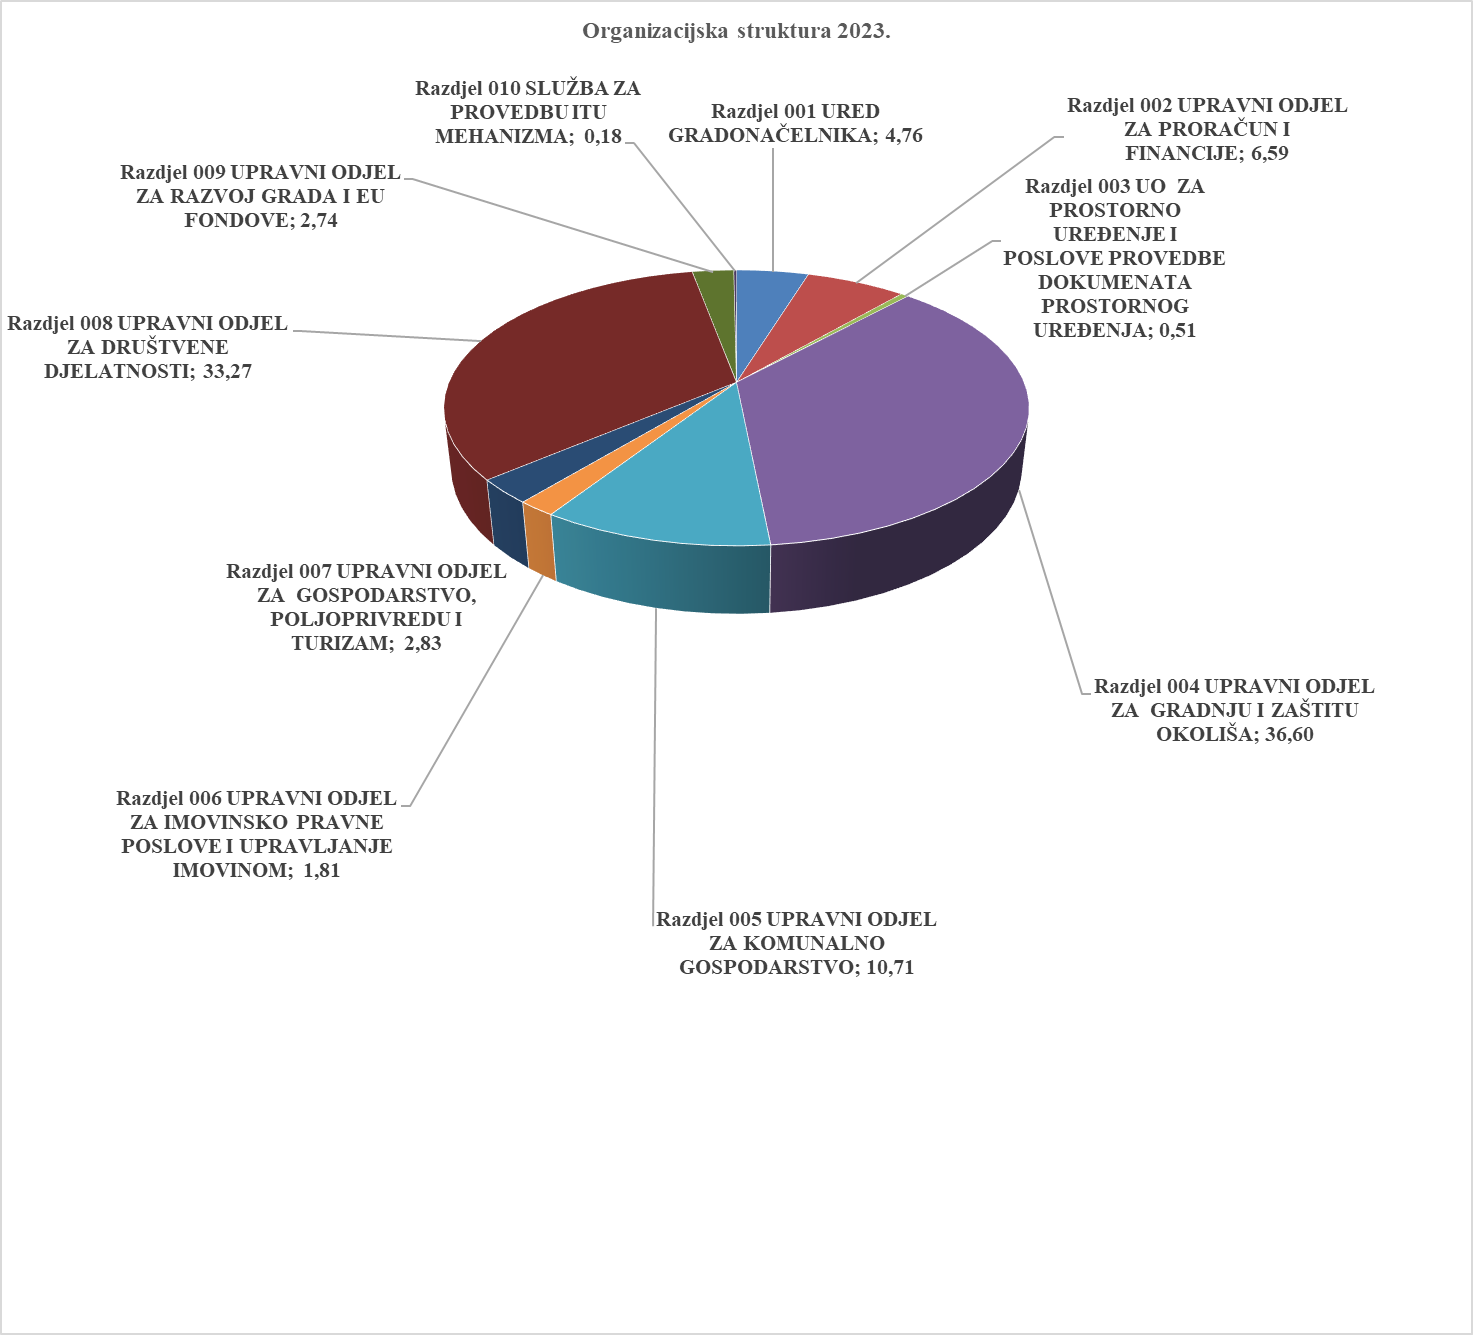 Organizacijska struktura 2023.
Razdjel 010 SLUŽBA ZA
PROVEDBU ITU
MEHANIZMA; 0,18
Razdjel 001 URED
GRADONAČELNIKA; 4,76
Razdjel 002 UPRAVNI ODJEL
ZA PRORAČUN I
FINANCIJE; 6,59
Razdjel 009 UPRAVNI ODJEL
ZA RAZVOJ GRADA I EU
FONDOVE; 2,74
Razdjel 003 UO ZA
PROSTORNO
UREĐENJE I
POSLOVE PROVEDBE
DOKUMENATA
PROSTORNOG
UREĐENJA; 0,51
Razdjel 008 UPRAVNI ODJEL
ZA DRUŠTVENE
DJELATNOSTI; 33,27
Razdjel 007 UPRAVNI ODJEL
ZA GOSPODARSTVO,
POLJOPRIVREDU I
TURIZAM; 2,83
Razdjel 004 UPRAVNI ODJEL
ZA GRADNJU I ZAŠTITU
OKOLIŠA; 36,60
Razdjel 006 UPRAVNI ODJEL
ZA IMOVINSKO PRAVNE
POSLOVE I UPRAVLJANJE
IMOVINOM; 1,81
Razdjel 005 UPRAVNI ODJEL
ZA KOMUNALNO
GOSPODARSTVO; 10,71